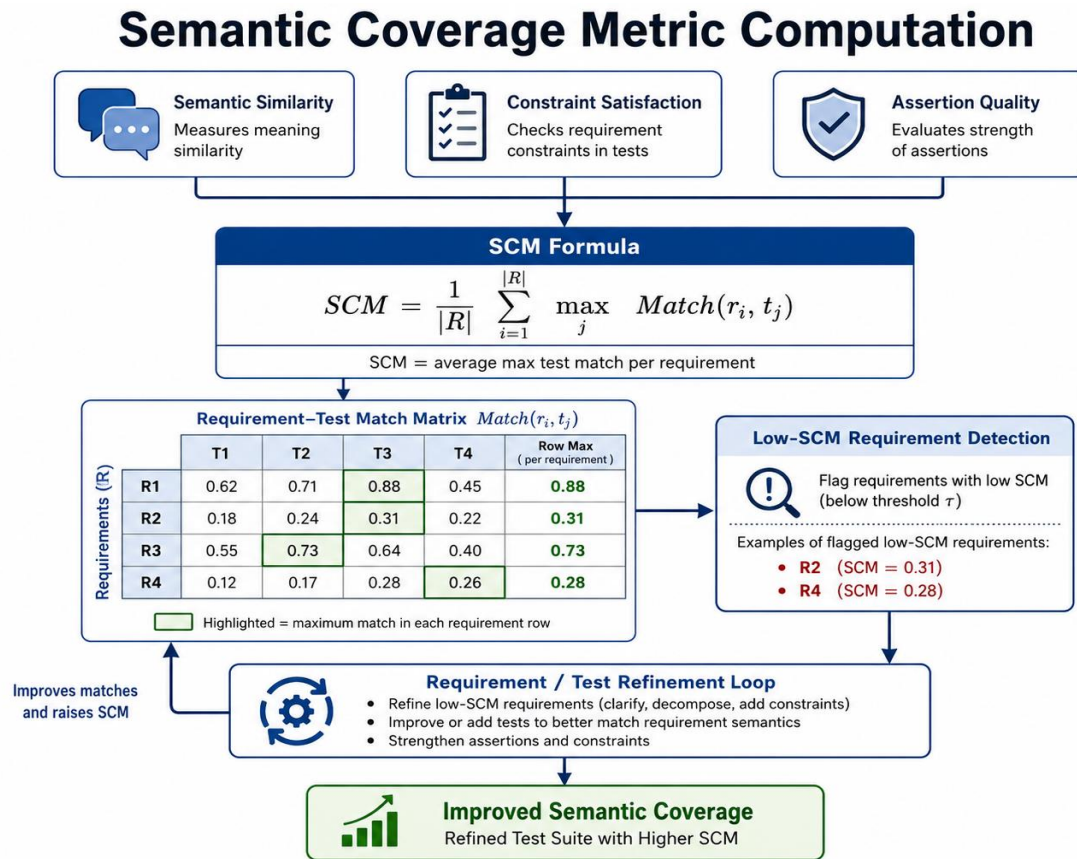 Semantic Coverage Metric Computation
Semantic Similarity
Measures meaning
similarity
Constraint Satisfaction
Checks requirement
constraints in tests
Assertion Quality
Evaluates strength
of assertions
SCM Formula
SCM = 1/|R| ∑_{i=1}^{|R|} max_j Match(r_i, t_j)
SCM = average max test match per requirement
Requirement–Test Match Matrix Match(r_i, t_j)
Requirements (ℝ)
T1 T2 T3 T4 Row Max
( per requirement )
R1 0.62 0.71 0.88 0.45 0.88
R2 0.18 0.24 0.31 0.22 0.31
R3 0.55 0.73 0.64 0.40 0.73
R4 0.12 0.17 0.28 0.26 0.28
Highlighted = maximum match in each requirement row
Low-SCM Requirement Detection
Flag requirements with low SCM
(below threshold τ)
Examples of flagged low-SCM requirements:
• R2 (SCM = 0.31)
• R4 (SCM = 0.28)
Improves matches
and raises SCM
Requirement / Test Refinement Loop
• Refine low-SCM requirements (clarify, decompose, add constraints)
• Improve or add tests to better match requirement semantics
• Strengthen assertions and constraints
Improved Semantic Coverage
Refined Test Suite with Higher SCM